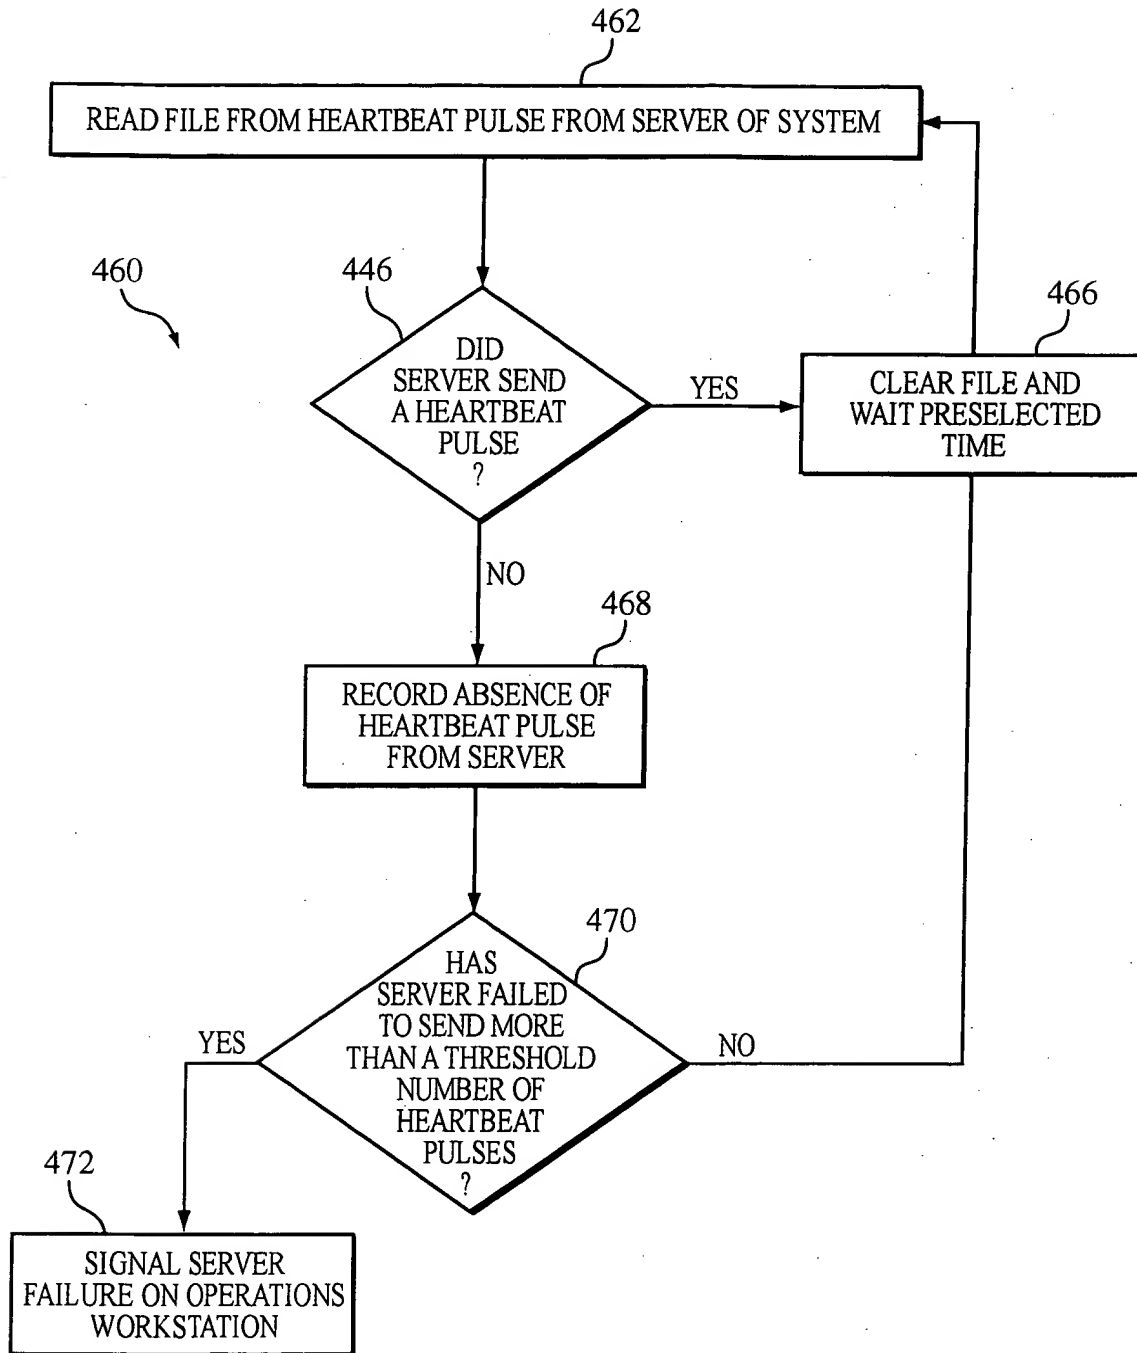 462
READ FILE FROM HEARTBEAT PULSE FROM SERVER OF SYSTEM
460
446
466
DID
SERVER SEND
A HEARTBEAT
PULSE
?
YES
CLEAR FILE AND
WAIT PRESELECTED
TIME
NO
468
RECORD ABSENCE OF
HEARTBEAT PULSE
FROM SERVER
470
HAS
SERVER FAILED
TO SEND MORE
THAN A THRESHOLD
NUMBER OF
HEARTBEAT
PULSES
?
YES
NO
472
SIGNAL SERVER
FAILURE ON OPERATIONS
WORKSTATION